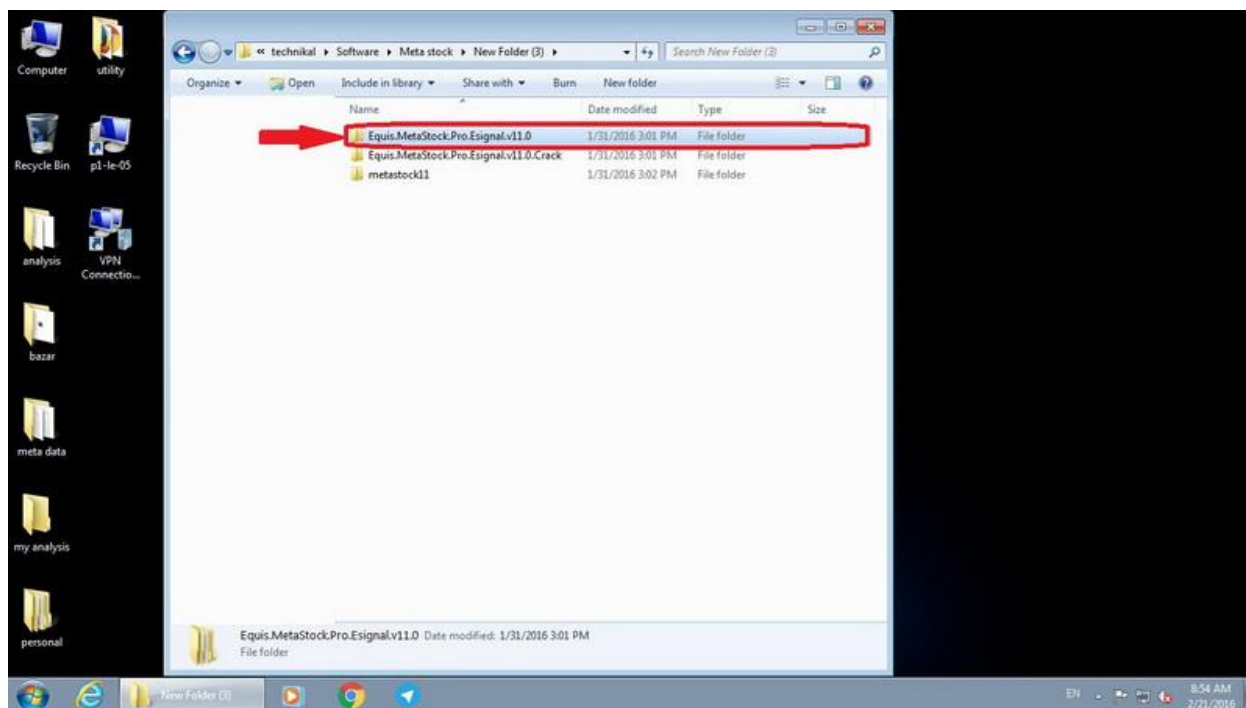 Computer
utility
Recycle Bin
p1-le-05
analysis
VPN
Connectio...
bazar
meta data
my analysis
personal
« technikal ▸ Software ▸ Meta stock ▸ New Folder (3) ▸
Search New Folder (3)
Organize Open Include in library Share with Burn New folder
Name Date modified Type Size
Equis.MetaStock.Pro.Esignal.v11.0 1/31/2016 3:01 PM File folder
Equis.MetaStock.Pro.Esignal.v11.0.Crack 1/31/2016 3:01 PM File folder
metastock11 1/31/2016 3:02 PM File folder
Equis.MetaStock.Pro.Esignal.v11.0 Date modified: 1/31/2016 3:01 PM
File folder
New Folder (3)
EN
8:54 AM
2/21/2016